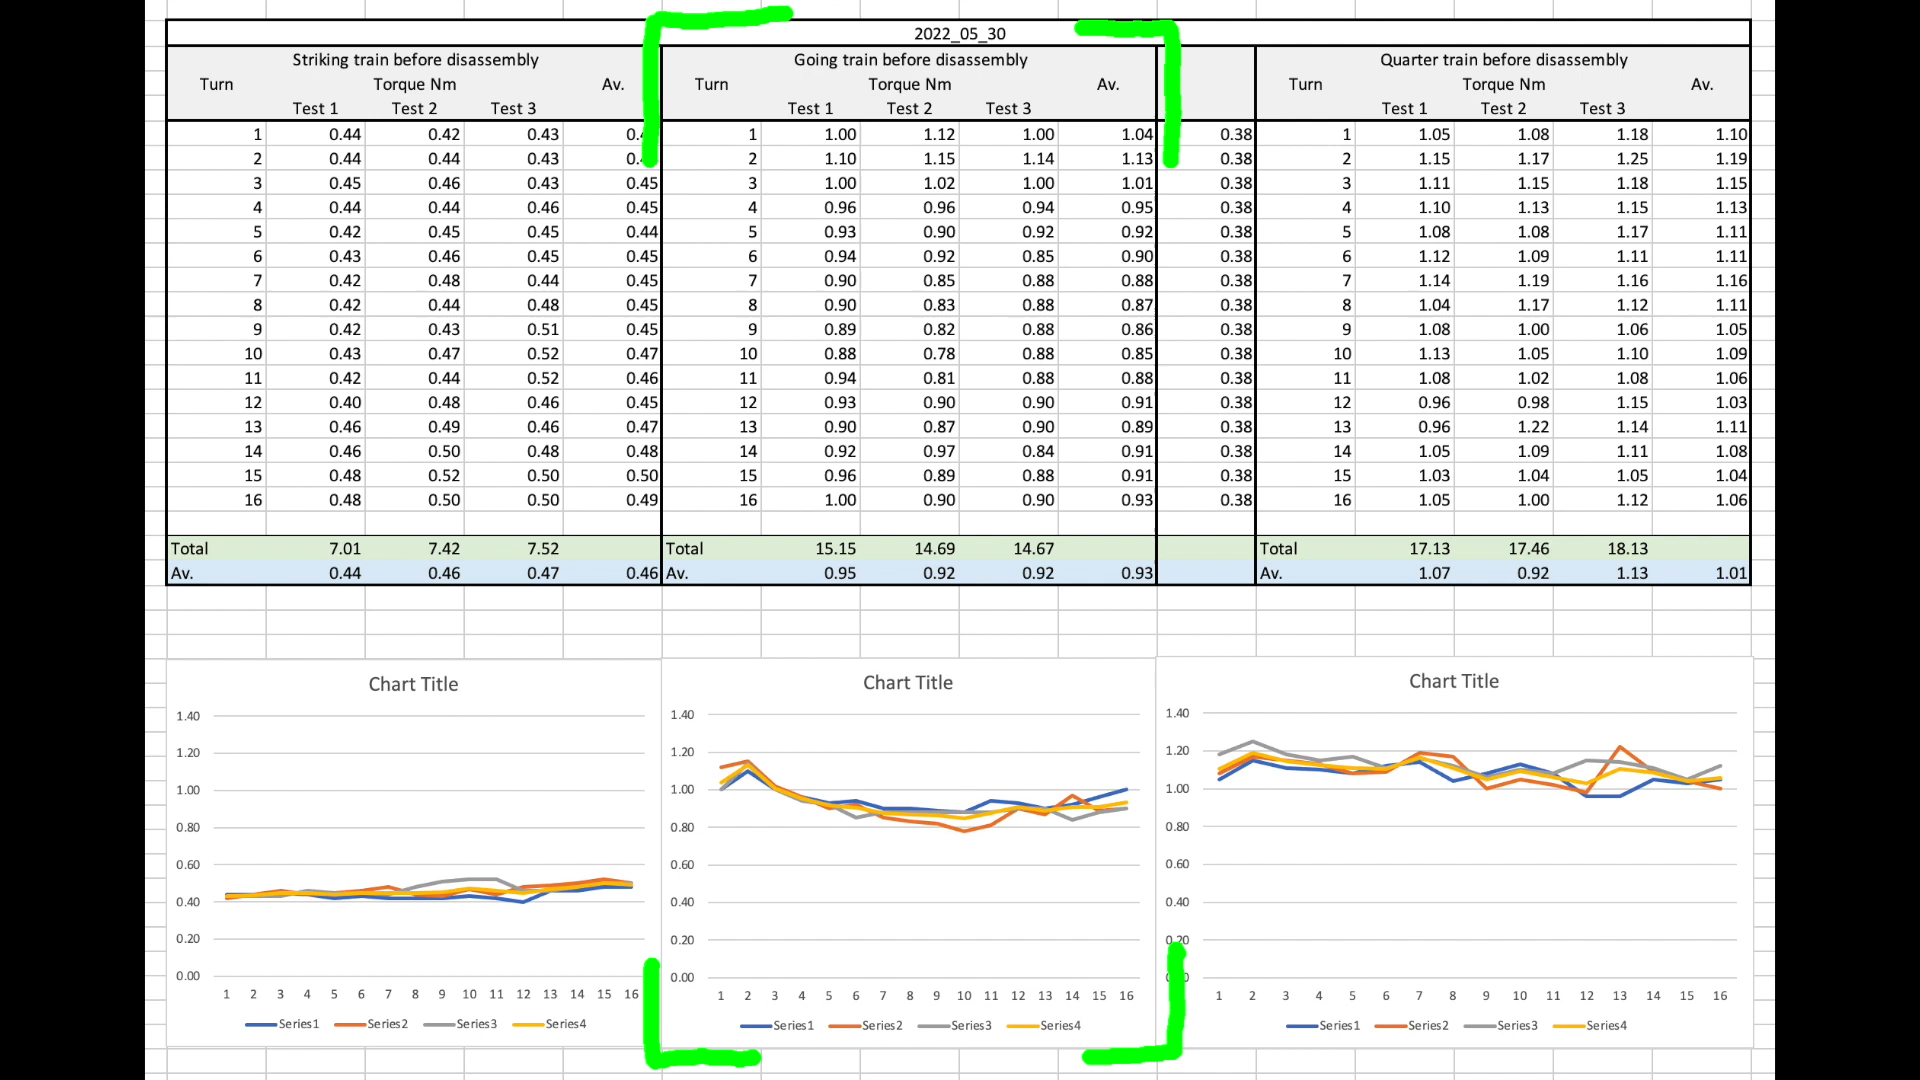 2022_05_30
Striking train before disassembly Going train before disassembly Quarter train before disassembly
Turn Torque Nm Av. Turn Torque Nm Av. Turn Torque Nm Av.
Test 1 Test 2 Test 3 Test 1 Test 2 Test 3 Test 1 Test 2 Test 3
1 0.44 0.42 0.43 1 1.00 1.12 1.00 1.04 0.38 1 1.05 1.08 1.18 1.10
2 0.44 0.44 0.43 2 1.10 1.15 1.14 1.13 0.38 2 1.15 1.17 1.25 1.19
3 0.45 0.46 0.43 0.45 3 1.00 1.02 1.00 1.01 0.38 3 1.11 1.15 1.18 1.15
4 0.44 0.44 0.46 0.45 4 0.96 0.96 0.94 0.95 0.38 4 1.10 1.13 1.15 1.13
5 0.42 0.45 0.45 0.44 5 0.93 0.90 0.92 0.92 0.38 5 1.08 1.08 1.17 1.11
6 0.43 0.46 0.45 0.45 6 0.94 0.92 0.85 0.90 0.38 6 1.12 1.09 1.11 1.11
7 0.42 0.48 0.44 0.45 7 0.90 0.85 0.88 0.88 0.38 7 1.14 1.19 1.16 1.16
8 0.42 0.44 0.48 0.45 8 0.90 0.83 0.88 0.87 0.38 8 1.04 1.17 1.12 1.11
9 0.42 0.43 0.51 0.45 9 0.89 0.82 0.88 0.86 0.38 9 1.08 1.00 1.06 1.05
10 0.43 0.47 0.52 0.47 10 0.88 0.78 0.88 0.85 0.38 10 1.13 1.05 1.10 1.09
11 0.42 0.44 0.52 0.46 11 0.94 0.81 0.88 0.88 0.38 11 1.08 1.02 1.08 1.06
12 0.40 0.48 0.46 0.45 12 0.93 0.90 0.90 0.91 0.38 12 0.96 0.98 1.15 1.03
13 0.46 0.49 0.46 0.47 13 0.90 0.87 0.90 0.89 0.38 13 0.96 1.22 1.14 1.11
14 0.46 0.50 0.48 0.48 14 0.92 0.97 0.84 0.91 0.38 14 1.05 1.09 1.11 1.08
15 0.48 0.52 0.50 0.50 15 0.96 0.89 0.88 0.91 0.38 15 1.03 1.04 1.05 1.04
16 0.48 0.50 0.50 0.49 16 1.00 0.90 0.90 0.93 0.38 16 1.05 1.00 1.12 1.06
Total 7.01 7.42 7.52 Total 15.15 14.69 14.67 Total 17.13 17.46 18.13
Av. 0.44 0.46 0.47 0.46 Av. 0.95 0.92 0.92 0.93 Av. 1.07 0.92 1.13 1.01
Chart Title
1.40
1.20
1.00
0.80
0.60
0.40
0.20
0.00
1 2 3 4 5 6 7 8 9 10 11 12 13 14 15 16
Series1 Series2 Series3 Series4
Chart Title
1.40
1.20
1.00
0.80
0.60
0.40
0.20
0.00
1 2 3 4 5 6 7 8 9 10 11 12 13 14 15 16
Series1 Series2 Series3 Series4
Chart Title
1.40
1.20
1.00
0.80
0.60
0.40
0.20
1 2 3 4 5 6 7 8 9 10 11 12 13 14 15 16
Series1 Series2 Series3 Series4